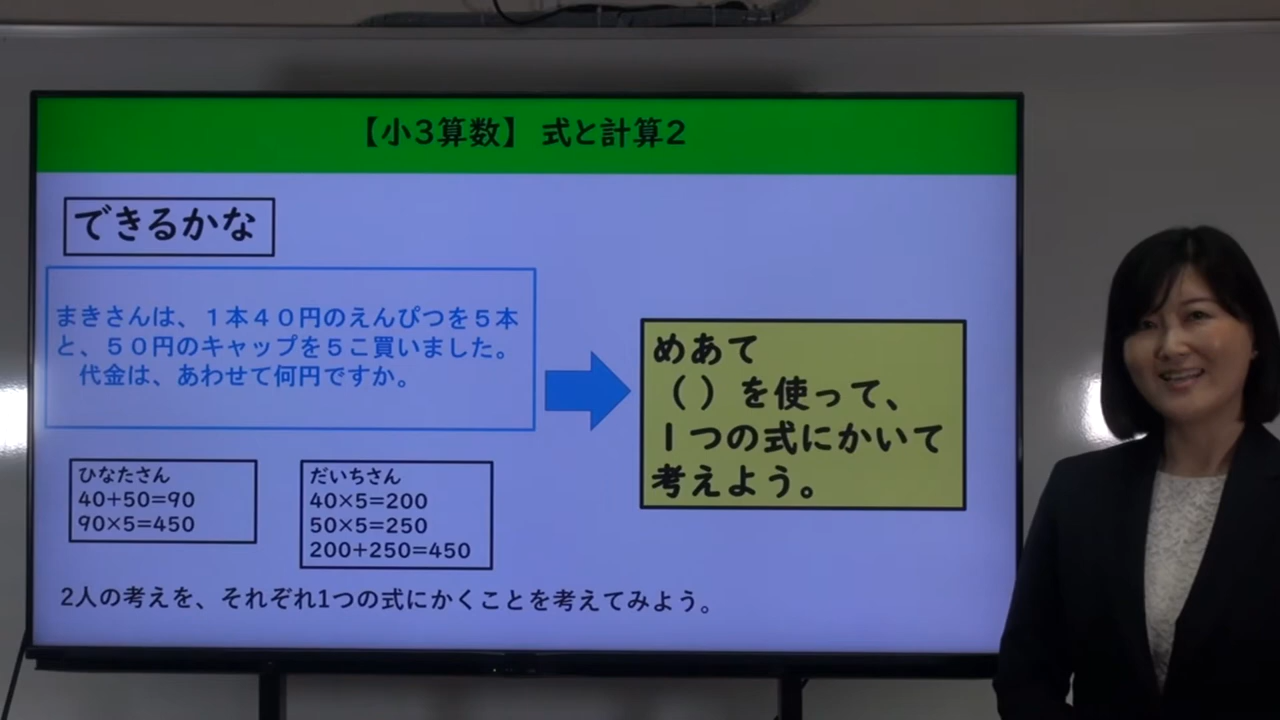 【小3算数】 式と計算2
できるかな
まきさんは、1本40円のえんぴつを5本
と、50円のキャップを5こ買いました。
代金は、あわせて何円ですか。
めあて
（）を使って、
1つの式にかいて
考えよう。
ひなたさん
40+50=90
90×5=450
だいちさん
40×5=200
50×5=250
200+250=450
2人の考えを、それぞれ1つの式にかくことを考えてみよう。